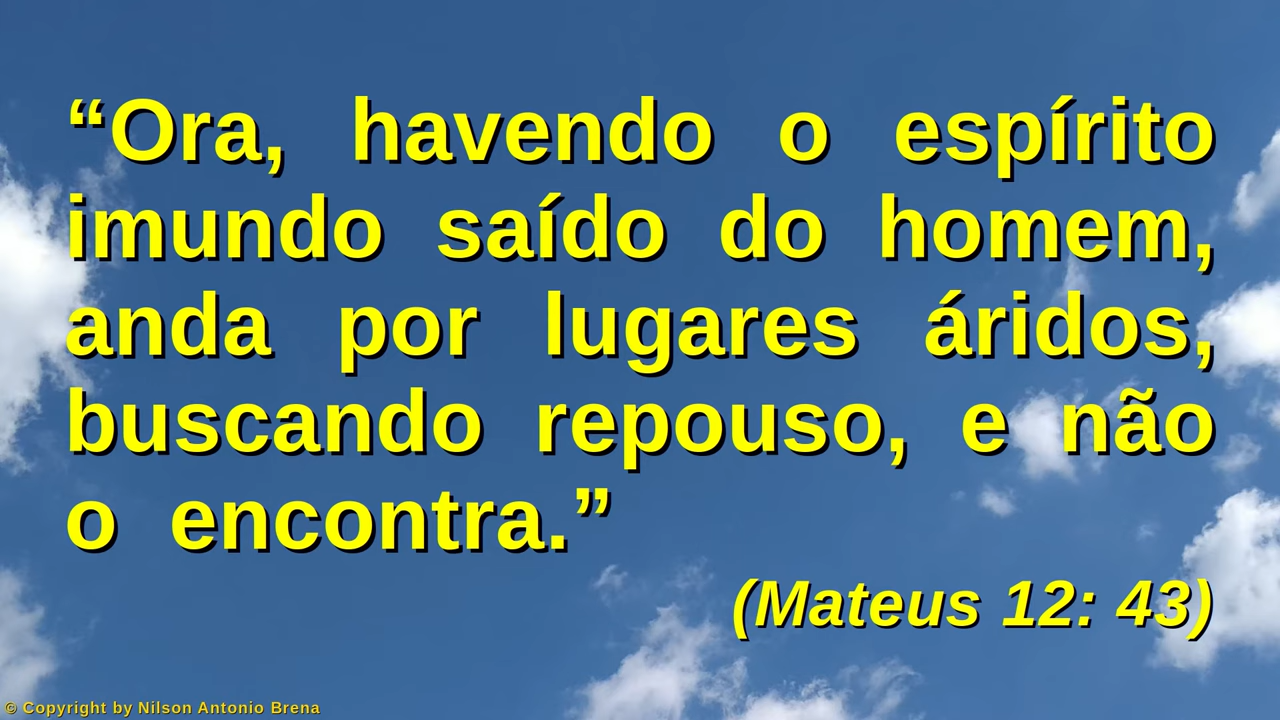 “Ora, havendo o espírito
imundo saído do homem,
anda por lugares áridos,
buscando repouso, e não
o encontra.”
(Mateus 12: 43)
© Copyright by Nilson Antonio Brena